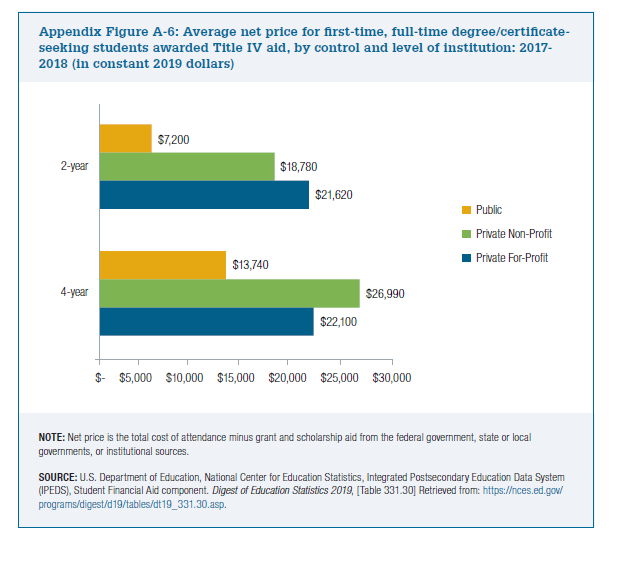 Appendix Figure A-6: Average net price for first-time, full-time degree/certificate-
seeking students awarded Title IV aid, by control and level of institution: 2017-
2018 (in constant 2019 dollars)
$7,200
2-year
$18,780
$21,620
Public
Private Non-Profit
Private For-Profit
$13,740
4-year
$26,990
$22,100
$- $5,000 $10,000 $15,000 $20,000 $25,000 $30,000
NOTE: Net price is the total cost of attendance minus grant and scholarship aid from the federal government, state or local
governments, or institutional sources.
SOURCE: U.S. Department of Education, National Center for Education Statistics, Integrated Postsecondary Education Data System
(IPEDS), Student Financial Aid component. Digest of Education Statistics 2019, [Table 331.30] Retrieved from: https://nces.ed.gov/
programs/digest/d19/tables/dt19_331.30.asp.